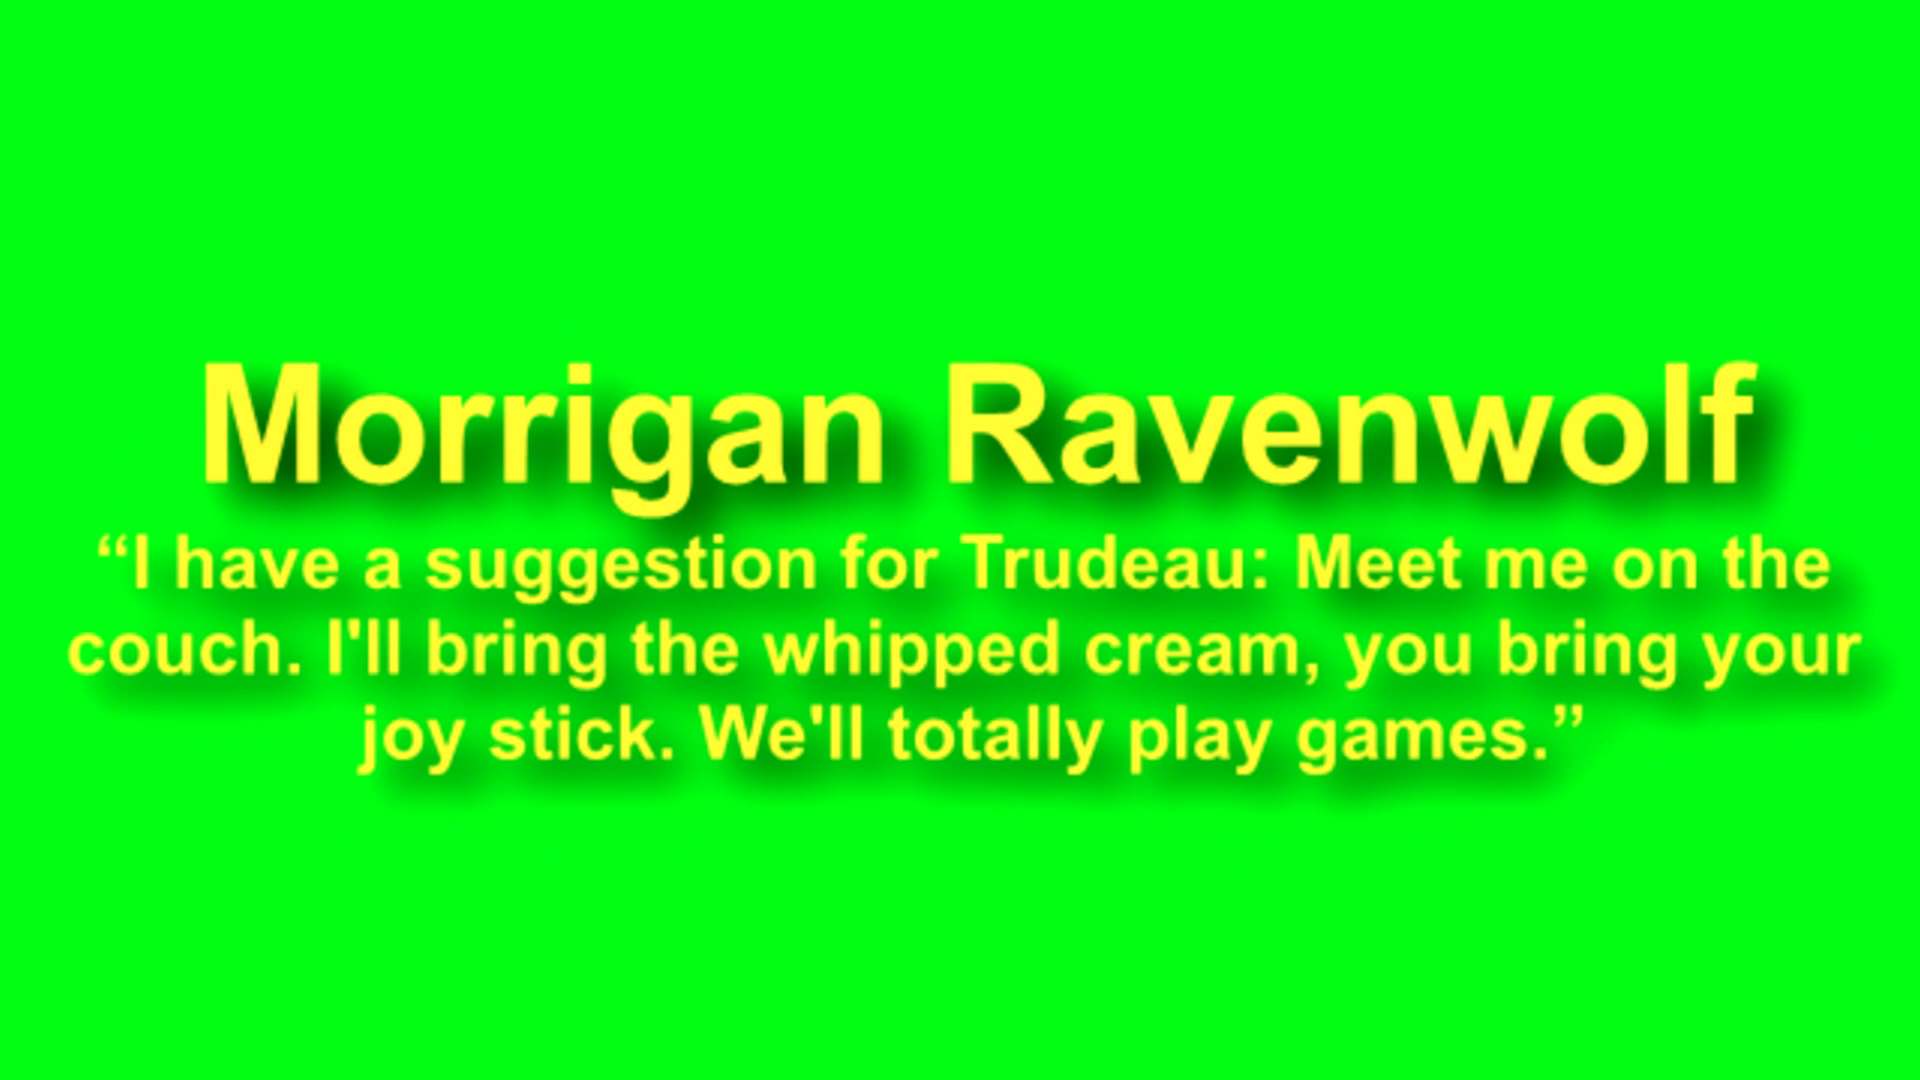 Morrigan Ravenwolf
“I have a suggestion for Trudeau: Meet me on the
couch. I'll bring the whipped cream, you bring your
joy stick. We'll totally play games.”